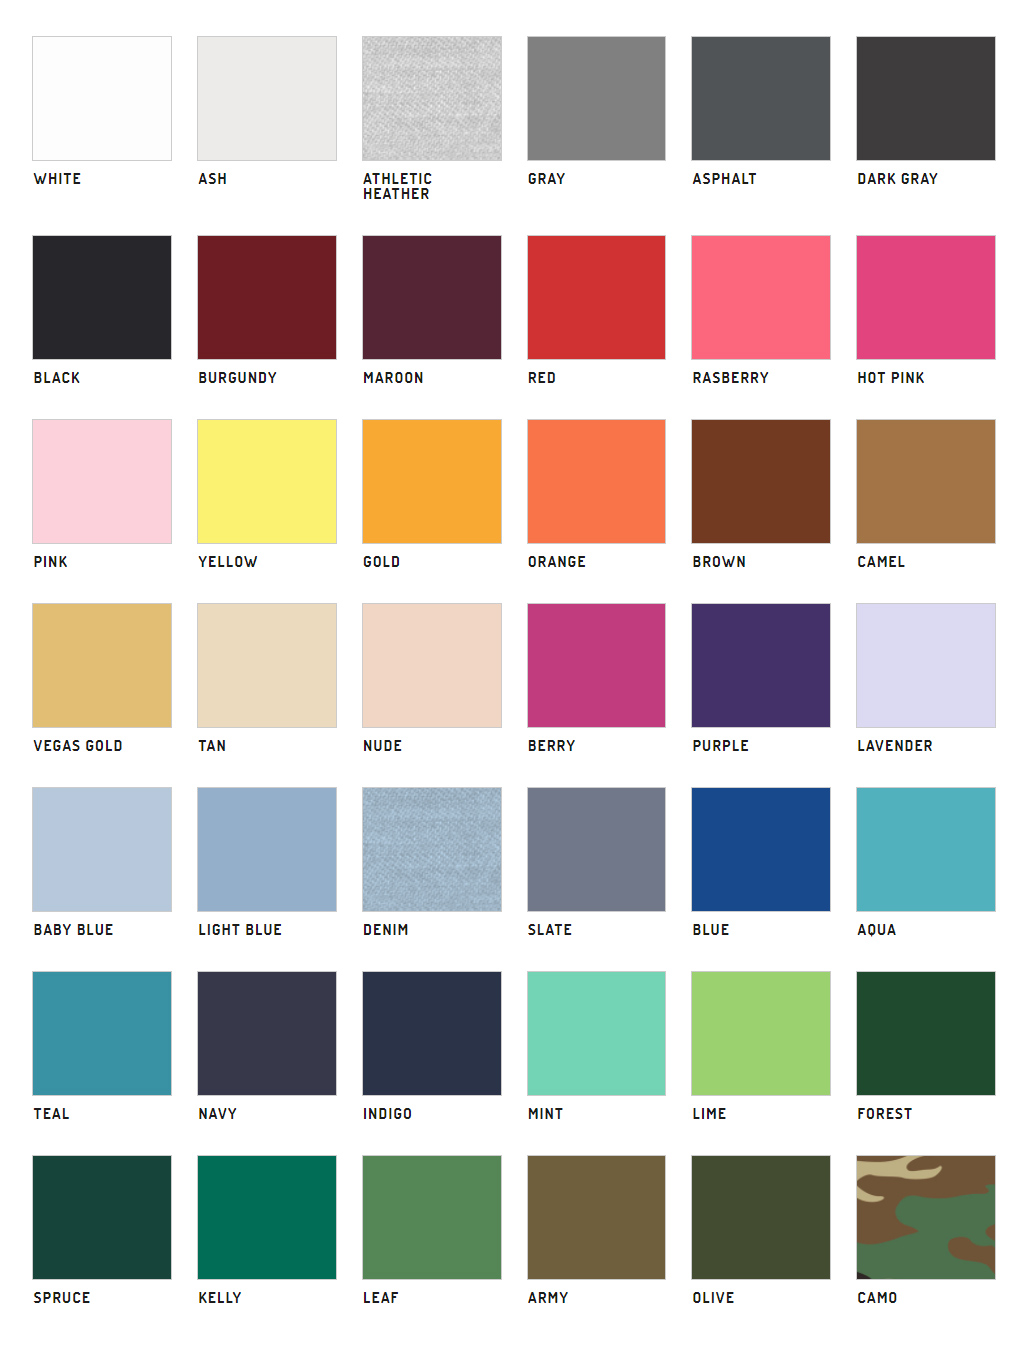 WHITE
ASH
ATHLETIC
HEATHER
GRAY
ASPHALT
DARK GRAY
BLACK
BURGUNDY
MAROON
RED
RASBERRY
HOT PINK
PINK
YELLOW
GOLD
ORANGE
BROWN
CAMEL
VEGAS GOLD
TAN
NUDE
BERRY
PURPLE
LAVENDER
BABY BLUE
LIGHT BLUE
DENIM
SLATE
BLUE
AQUA
TEAL
NAVY
INDIGO
MINT
LIME
FOREST
SPRUCE
KELLY
LEAF
ARMY
OLIVE
CAMO